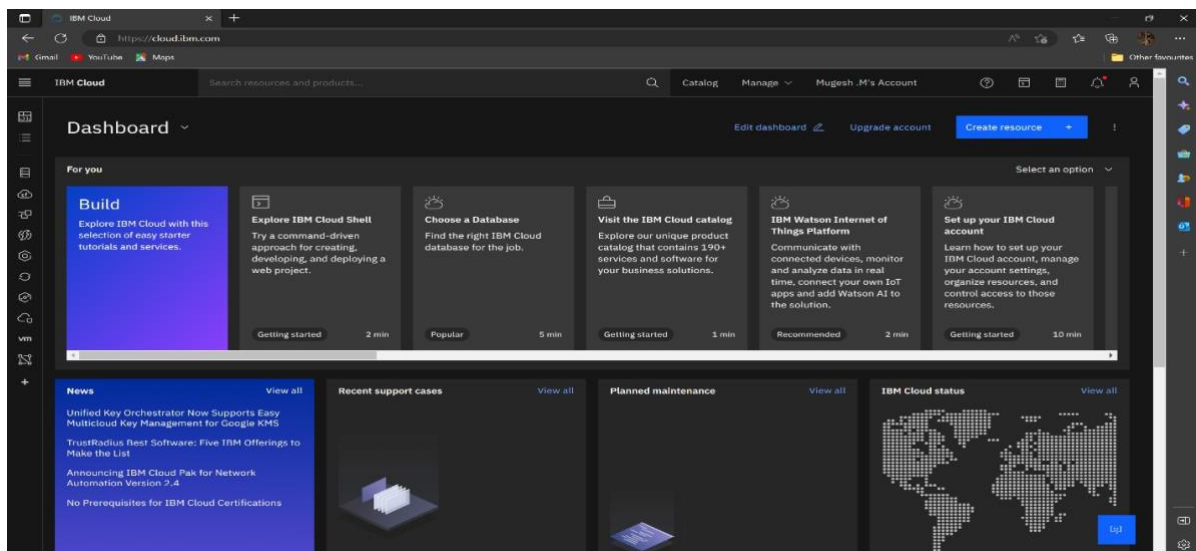 IBM Cloud
https://cloud.ibm.com
Gmail
YouTube
Maps
Other favourites
IBM Cloud
Search resources and products...
Catalog
Manage
Mugesh .M's Account
Dashboard
Edit dashboard
Upgrade account
Create resource +
For you
Select an option
Build
Explore IBM Cloud with this
selection of easy starter
tutorials and services.
Explore IBM Cloud Shell
Try a command-driven
approach for creating,
developing, and deploying a
web project.
Getting started
2 min
Choose a Database
Find the right IBM Cloud
database for the job.
Popular
5 min
Visit the IBM Cloud catalog
Explore our unique product
catalog that contains 190+
services and software for
your business solutions.
Getting started
1 min
IBM Watson Internet of
Things Platform
Communicate with
connected devices, monitor
and analyze data in real
time, connect your own IoT
apps and add Watson AI to
the solution.
Recommended
2 min
Set up your IBM Cloud
account
Learn how to set up your
IBM Cloud account, manage
your account settings,
organize resources, and
control access to those
resources.
Getting started
10 min
vm
News
View all
Unified Key Orchestrator Now Supports Easy
Multicloud Key Management for Google KMS
TrustRadius Best Software: Five IBM Offerings to
Make the List
Announcing IBM Cloud Pak for Network
Automation Version 2.4
No Prerequisites for IBM Cloud Certifications
Recent support cases
View all
Planned maintenance
View all
IBM Cloud status
View all